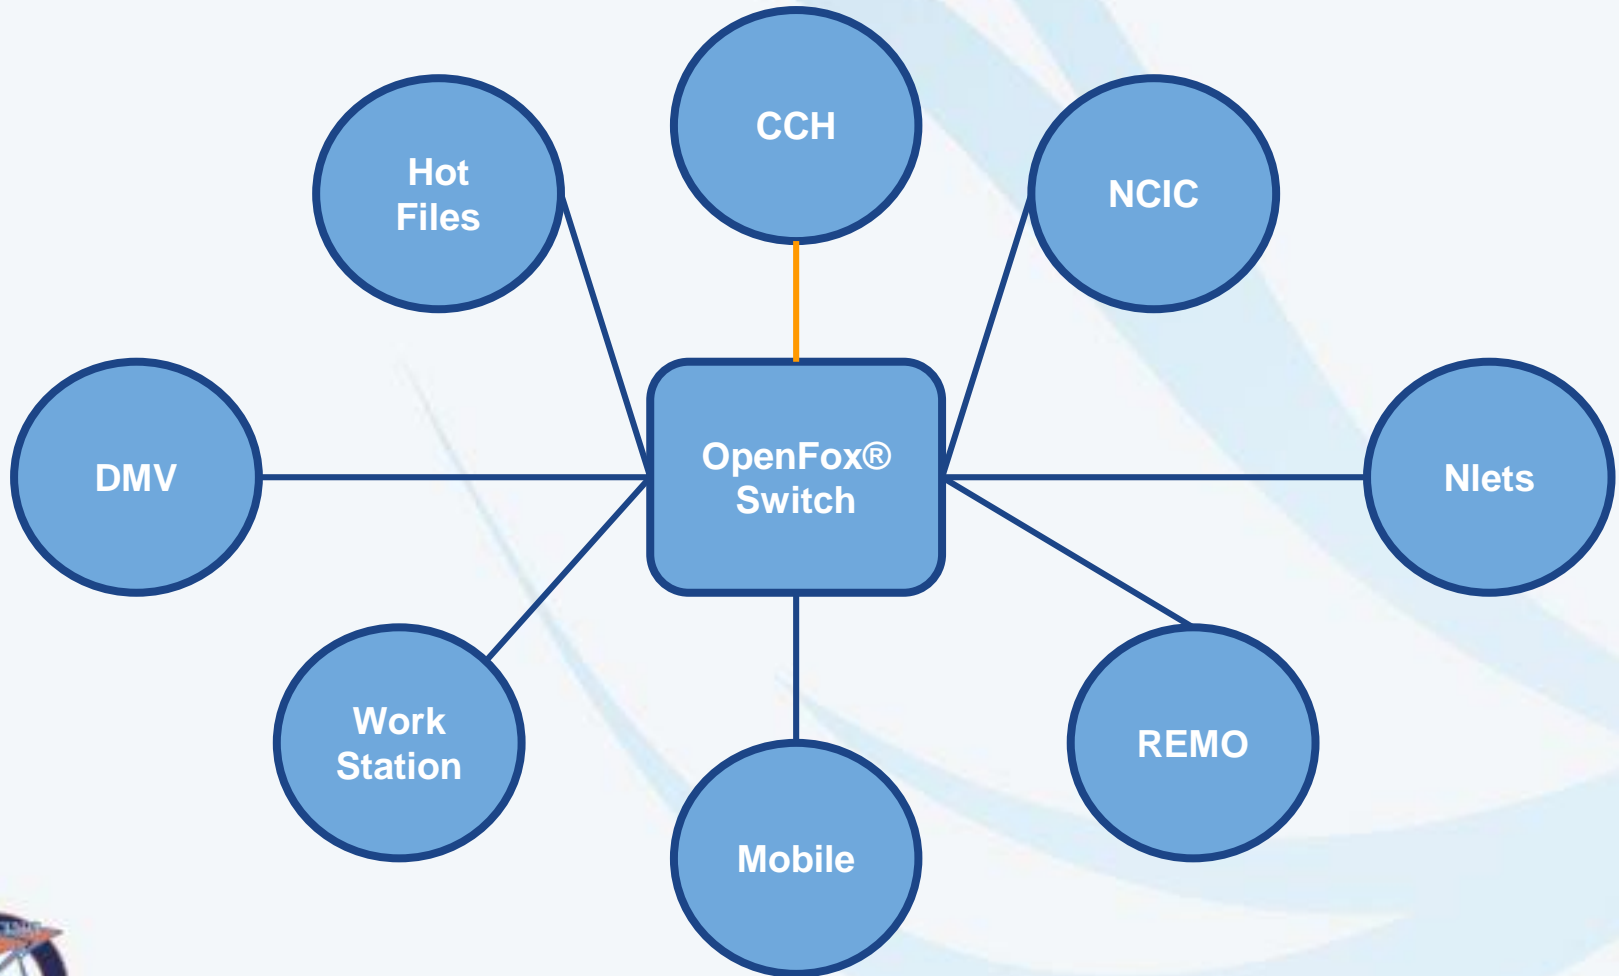 CCH
Hot
Files
NCIC
DMV
OpenFox®
Switch
Nlets
Work
Station
REMO
Mobile